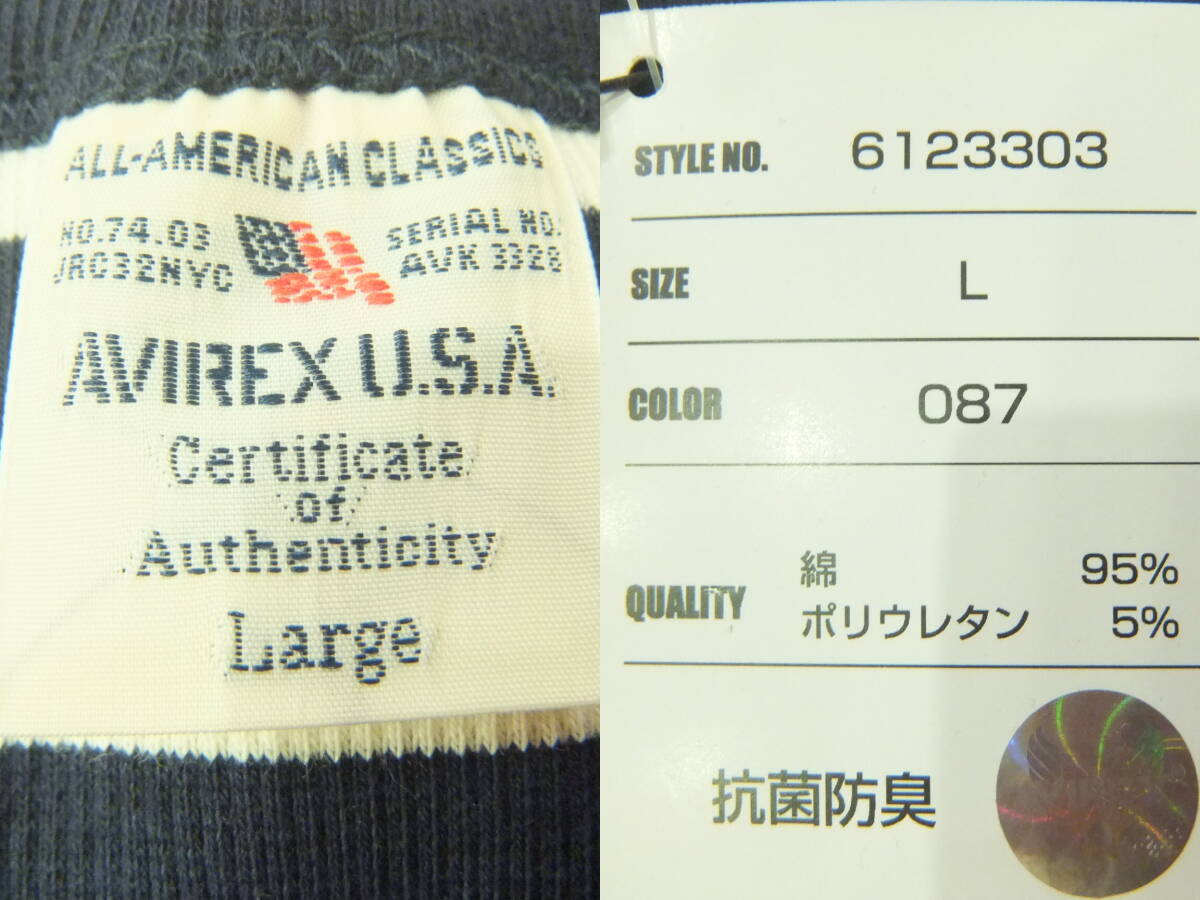 ALL-AMERICAN CLASSICS
NO.74.03
JRC32NYC
SERIAL NO.
AVK 3328
AVIREX U.S.A.
Certificate
of
Authenticity
Large
STYLE NO. 6123303
SIZE L
COLOR 087
QUALITY
綿 95%
ポリウレタン 5%
抗菌防臭